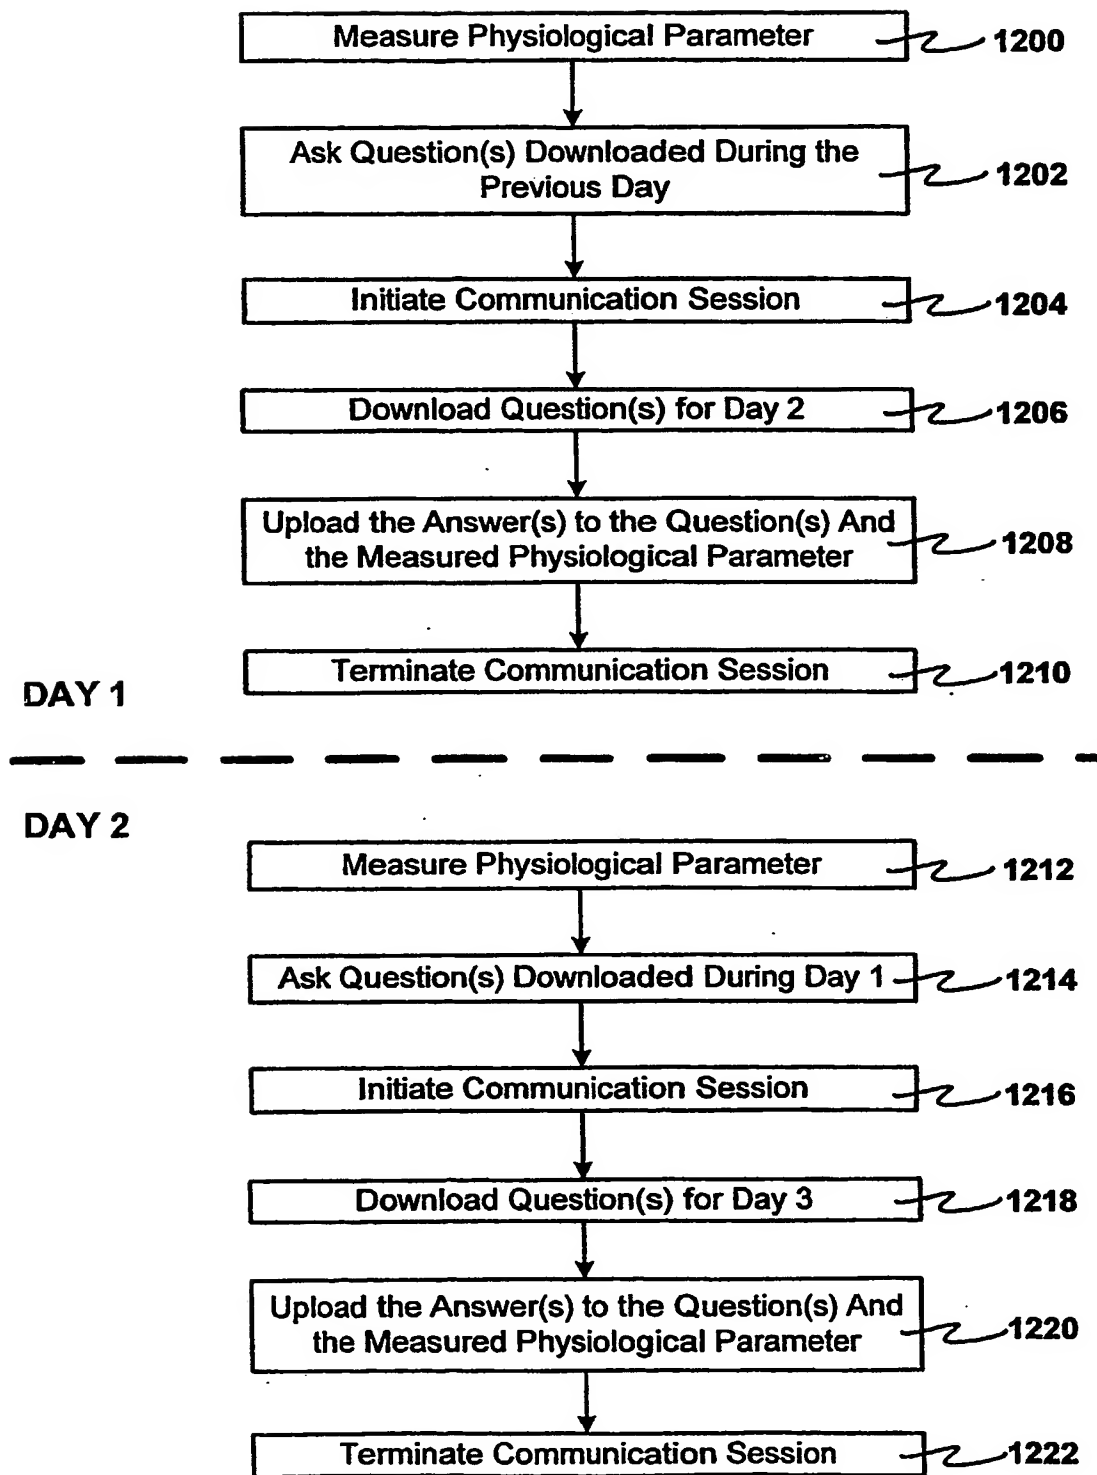 Measure Physiological Parameter 1200
Ask Question(s) Downloaded During the
Previous Day
1202
Initiate Communication Session 1204
Download Question(s) for Day 2 1206
Upload the Answer(s) to the Question(s) And
the Measured Physiological Parameter
1208
Terminate Communication Session 1210
DAY 1
DAY 2
Measure Physiological Parameter 1212
Ask Question(s) Downloaded During Day 1 1214
Initiate Communication Session 1216
Download Question(s) for Day 3 1218
Upload the Answer(s) to the Question(s) And
the Measured Physiological Parameter
1220
Terminate Communication Session 1222